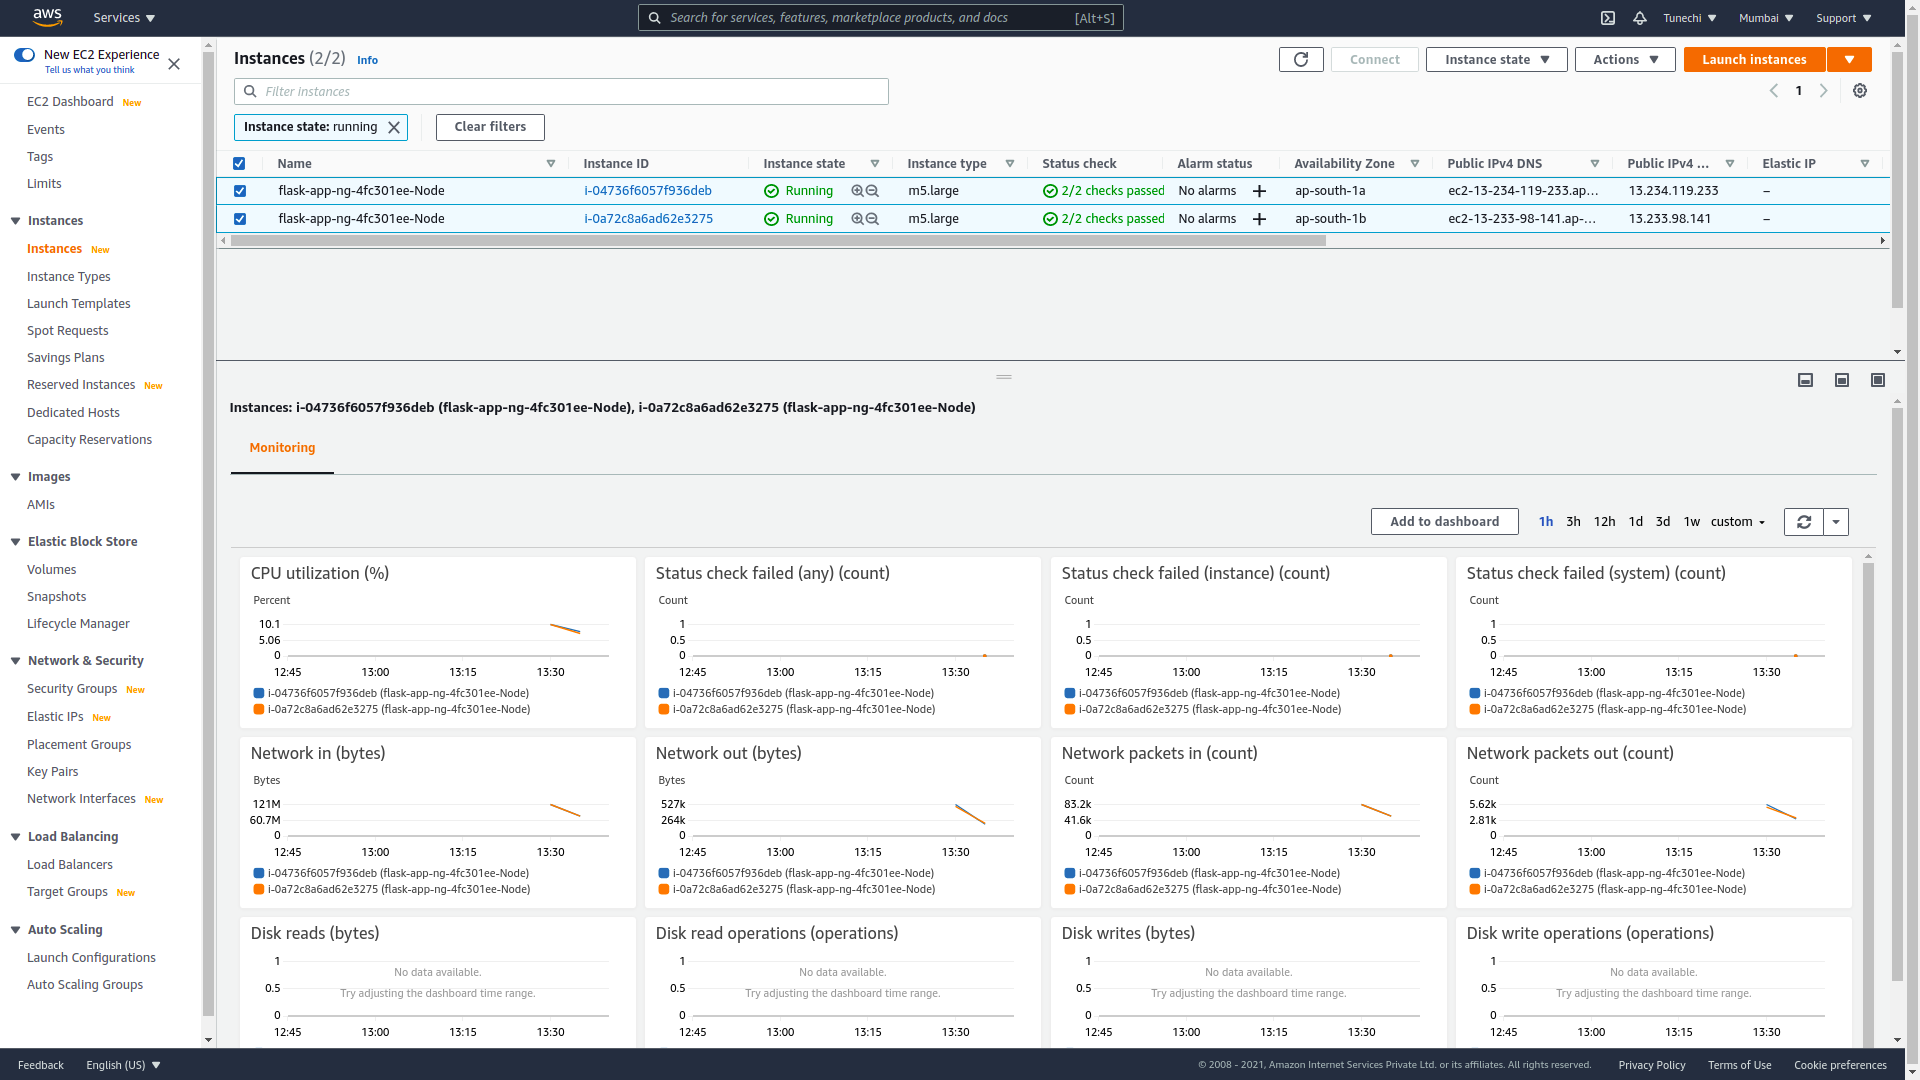 aws
Services
Search for services, features, marketplace products, and docs [Alt+S]
Tunechi
Mumbai
Support
New EC2 Experience
Tell us what you think
EC2 Dashboard New
Events
Tags
Limits
Instances
Instances New
Instance Types
Launch Templates
Spot Requests
Savings Plans
Reserved Instances New
Dedicated Hosts
Capacity Reservations
Images
AMIs
Elastic Block Store
Volumes
Snapshots
Lifecycle Manager
Network & Security
Security Groups New
Elastic IPs New
Placement Groups
Key Pairs
Network Interfaces New
Load Balancing
Load Balancers
Target Groups New
Auto Scaling
Launch Configurations
Auto Scaling Groups
Instances (2/2) Info
Connect
Instance state
Actions
Launch instances
Filter instances
1
Instance state: running
Clear filters
Name Instance ID Instance state Instance type Status check Alarm status Availability Zone Public IPv4 DNS Public IPv4 ... Elastic IP
flask-app-ng-4fc301ee-Node i-04736f6057f936deb Running m5.large 2/2 checks passed No alarms + ap-south-1a ec2-13-234-119-233.ap... 13.234.119.233 –
flask-app-ng-4fc301ee-Node i-0a72c8a6ad62e3275 Running m5.large 2/2 checks passed No alarms + ap-south-1b ec2-13-233-98-141.ap-... 13.233.98.141 –
Instances: i-04736f6057f936deb (flask-app-ng-4fc301ee-Node), i-0a72c8a6ad62e3275 (flask-app-ng-4fc301ee-Node)
Monitoring
Add to dashboard
1h 3h 12h 1d 3d 1w custom
CPU utilization (%)
Percent
10.1
5.06
0
12:45 13:00 13:15 13:30
i-04736f6057f936deb (flask-app-ng-4fc301ee-Node)
i-0a72c8a6ad62e3275 (flask-app-ng-4fc301ee-Node)
Status check failed (any) (count)
Count
1
0.5
0
12:45 13:00 13:15 13:30
i-04736f6057f936deb (flask-app-ng-4fc301ee-Node)
i-0a72c8a6ad62e3275 (flask-app-ng-4fc301ee-Node)
Status check failed (instance) (count)
Count
1
0.5
0
12:45 13:00 13:15 13:30
i-04736f6057f936deb (flask-app-ng-4fc301ee-Node)
i-0a72c8a6ad62e3275 (flask-app-ng-4fc301ee-Node)
Status check failed (system) (count)
Count
1
0.5
0
12:45 13:00 13:15 13:30
i-04736f6057f936deb (flask-app-ng-4fc301ee-Node)
i-0a72c8a6ad62e3275 (flask-app-ng-4fc301ee-Node)
Network in (bytes)
Bytes
121M
60.7M
0
12:45 13:00 13:15 13:30
i-04736f6057f936deb (flask-app-ng-4fc301ee-Node)
i-0a72c8a6ad62e3275 (flask-app-ng-4fc301ee-Node)
Network out (bytes)
Bytes
527k
264k
0
12:45 13:00 13:15 13:30
i-04736f6057f936deb (flask-app-ng-4fc301ee-Node)
i-0a72c8a6ad62e3275 (flask-app-ng-4fc301ee-Node)
Network packets in (count)
Count
83.2k
41.6k
0
12:45 13:00 13:15 13:30
i-04736f6057f936deb (flask-app-ng-4fc301ee-Node)
i-0a72c8a6ad62e3275 (flask-app-ng-4fc301ee-Node)
Network packets out (count)
Count
5.62k
2.81k
0
12:45 13:00 13:15 13:30
i-04736f6057f936deb (flask-app-ng-4fc301ee-Node)
i-0a72c8a6ad62e3275 (flask-app-ng-4fc301ee-Node)
Disk reads (bytes)
1
No data available.
0.5
Try adjusting the dashboard time range.
0
12:45 13:00 13:15 13:30
Disk read operations (operations)
1
No data available.
0.5
Try adjusting the dashboard time range.
0
12:45 13:00 13:15 13:30
Disk writes (bytes)
1
No data available.
0.5
Try adjusting the dashboard time range.
0
12:45 13:00 13:15 13:30
Disk write operations (operations)
1
No data available.
0.5
Try adjusting the dashboard time range.
0
12:45 13:00 13:15 13:30
Feedback
English (US)
© 2008 - 2021, Amazon Internet Services Private Ltd. or its affiliates. All rights reserved.
Privacy Policy
Terms of Use
Cookie preferences